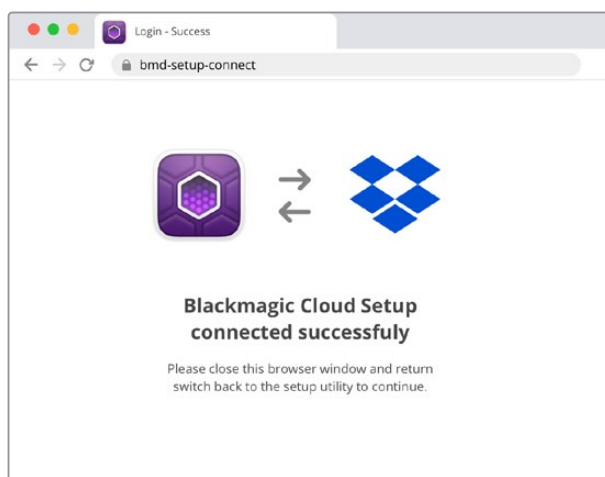 Login - Success
bmd-setup-connect
Blackmagic Cloud Setup
connected successfuly
Please close this browser window and return
switch back to the setup utility to continue.